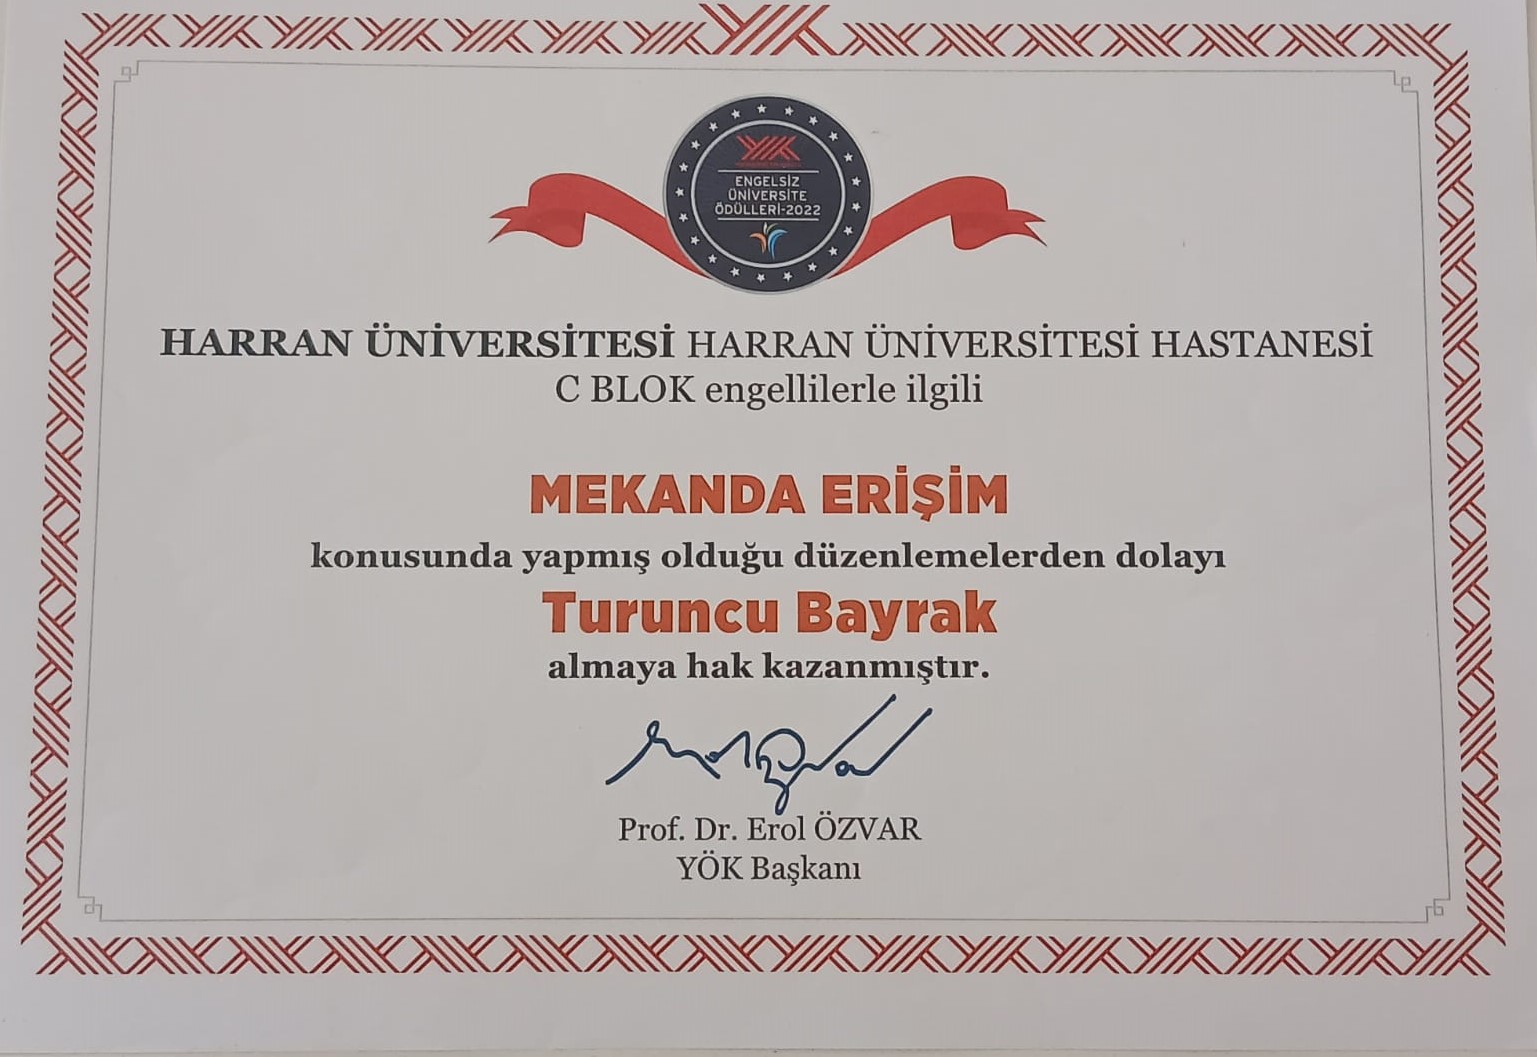 YÖK
ENGELSİZ
ÜNİVERSİTE
ÖDÜLLERİ-2022
HARRAN ÜNİVERSİTESİ HARRAN ÜNİVERSİTESİ HASTANESİ
C BLOK engellilerle ilgili
MEKANDA ERİŞİM
konusunda yapmış olduğu düzenlemelerden dolayı
Turuncu Bayrak
almaya hak kazanmıştır.
Prof. Dr. Erol ÖZVAR
YÖK Başkanı